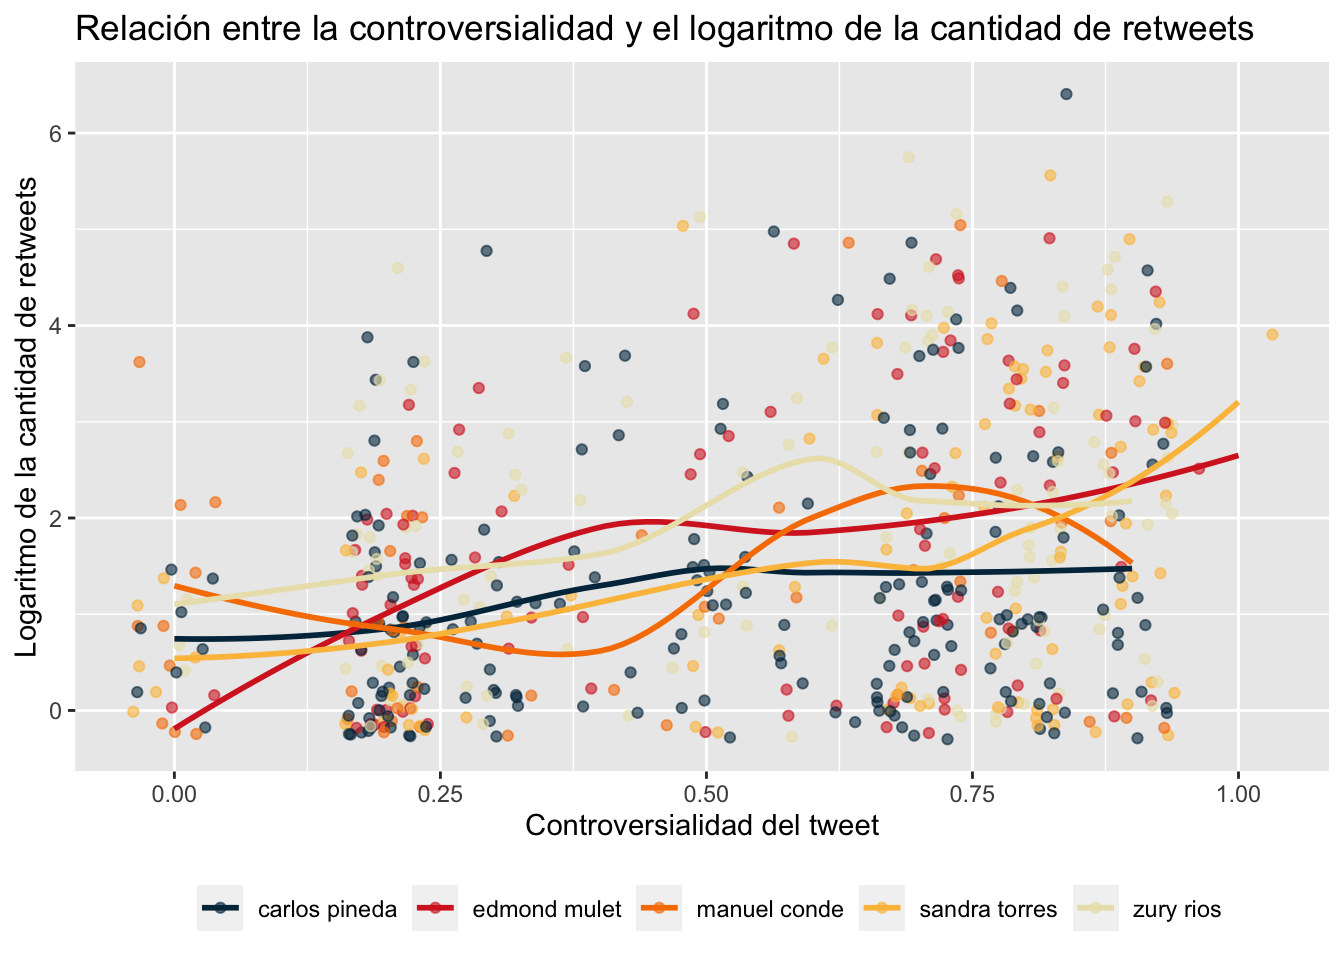 Relación entre la controversialidad y el logaritmo de la cantidad de retweets
Logaritmo de la cantidad de retweets
6
4
2
0
0.00 0.25 0.50 0.75 1.00
Controversialidad del tweet
carlos pineda edmond mulet manuel conde sandra torres zury rios